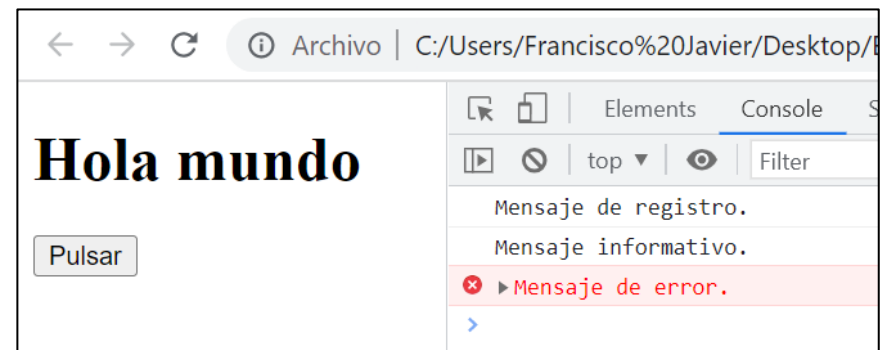 Archivo | C:/Users/Francisco%20Javier/Desktop/
Elements Console
top ▼ Filter
Hola mundo
Pulsar
Mensaje de registro.
Mensaje informativo.
Mensaje de error.